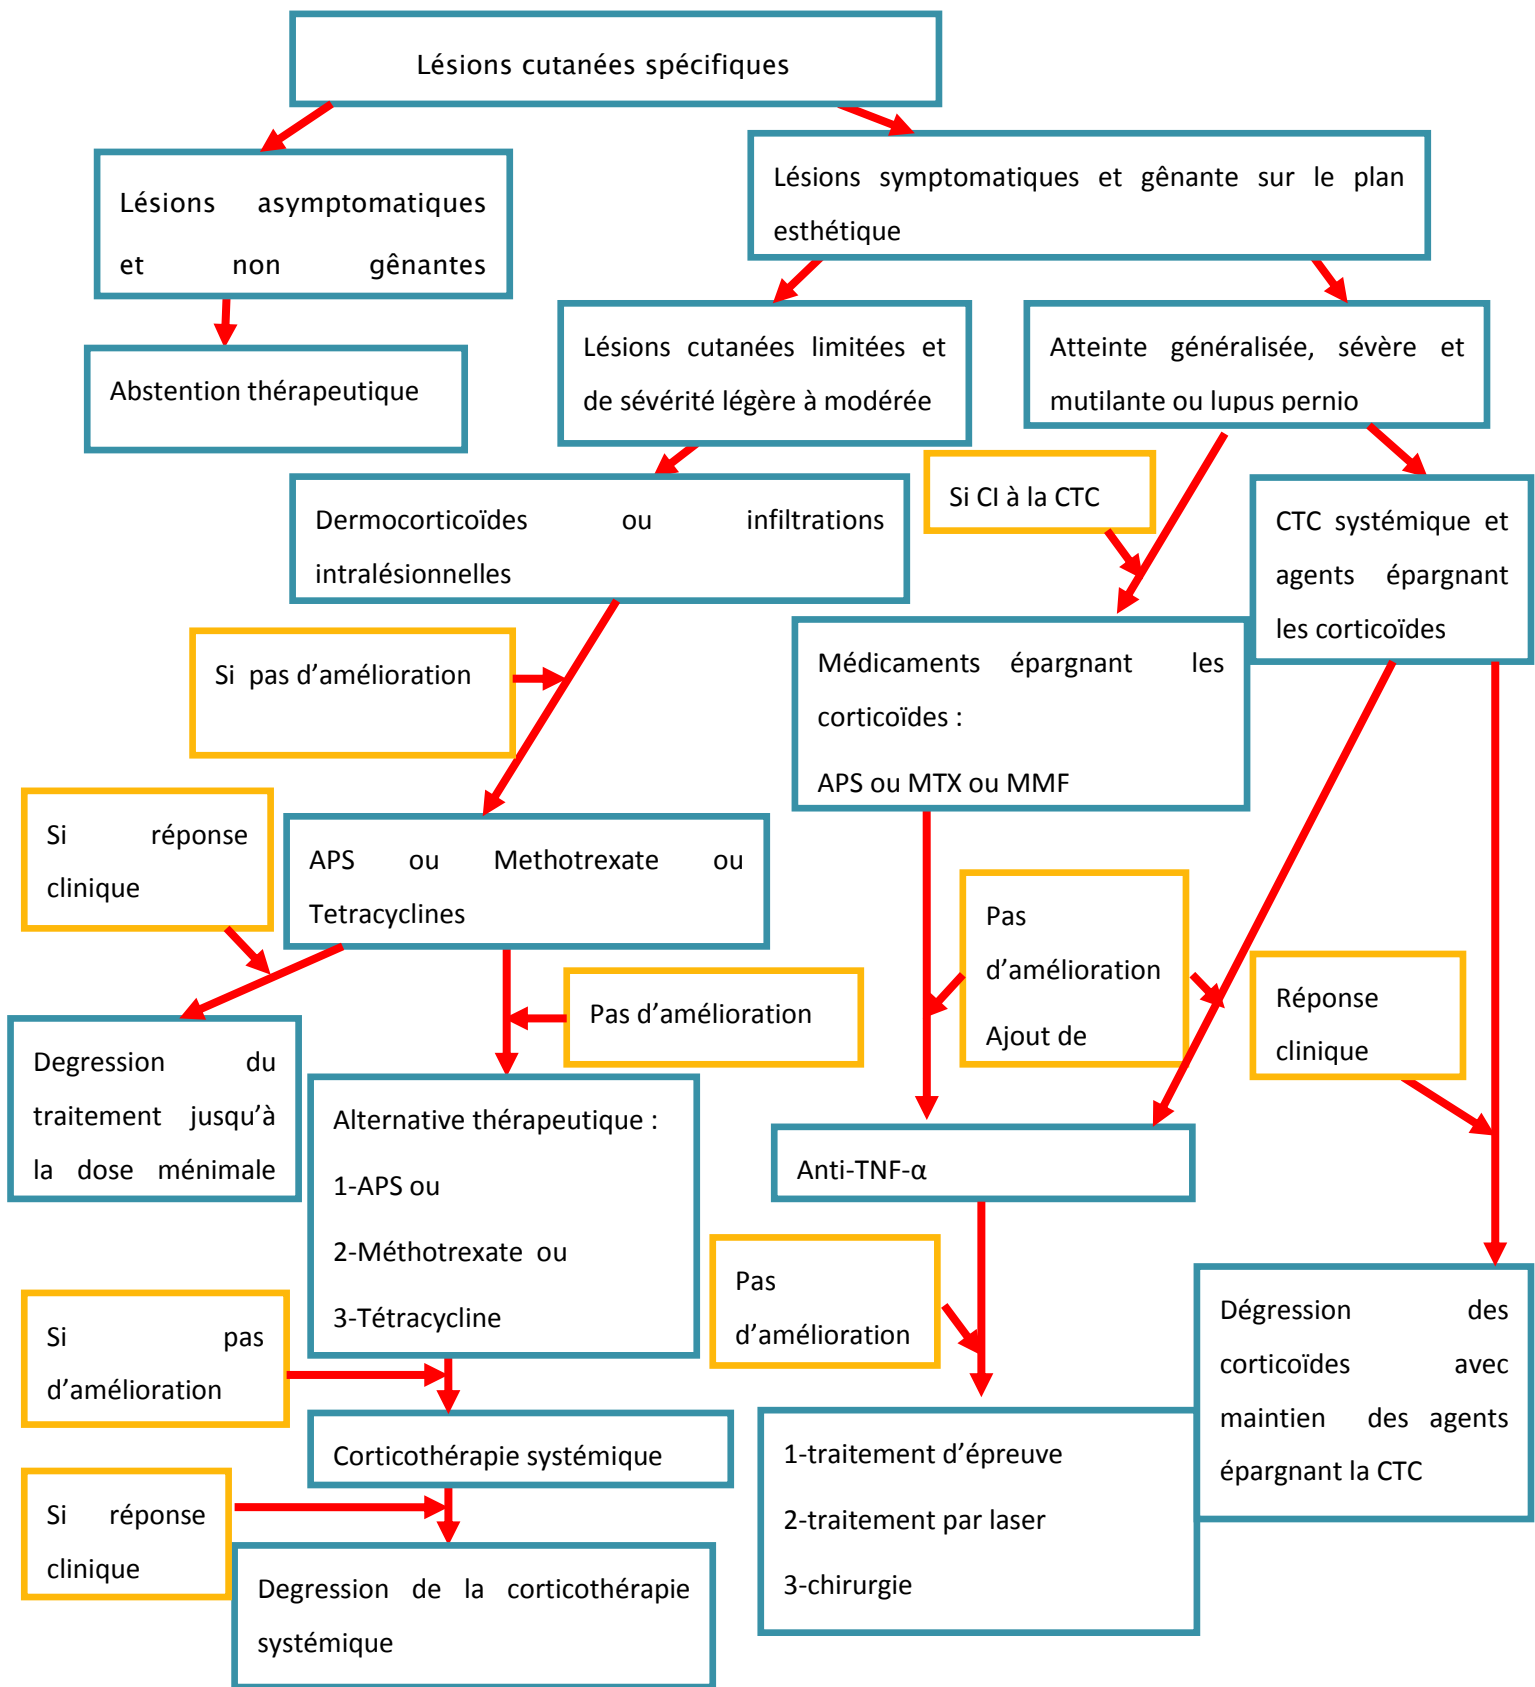 Lésions cutanées spécifiques
Lésions asymptomatiques
et non gênantes
Lésions symptomatiques et gênante sur le plan
esthétique
Abstention thérapeutique
Lésions cutanées limitées et
de sévérité légère à modérée
Atteinte généralisée, sévère et
mutilante ou lupus pernio
Dermocorticoïdes ou infiltrations
intralésionnelles
Si CI à la CTC
CTC systémique et
agents épargnant
les corticoïdes
Si pas d’amélioration
Médicaments épargnant les
corticoïdes :
APS ou MTX ou MMF
Si réponse
clinique
APS ou Methotrexate ou
Tetracyclines
Pas
d’amélioration
Ajout de
Pas d’amélioration
Réponse
clinique
Degression du
traitement jusqu’à
la dose ménimale
Alternative thérapeutique :
1-APS ou
2-Méthotrexate ou
3-Tétracycline
Anti-TNF-α
Pas
d’amélioration
Si pas
d’amélioration
Dégression des
corticoïdes avec
maintien des agents
épargnant la CTC
Corticothérapie systémique
1-traitement d’épreuve
2-traitement par laser
3-chirurgie
Si réponse
clinique
Degression de la corticothérapie
systémique